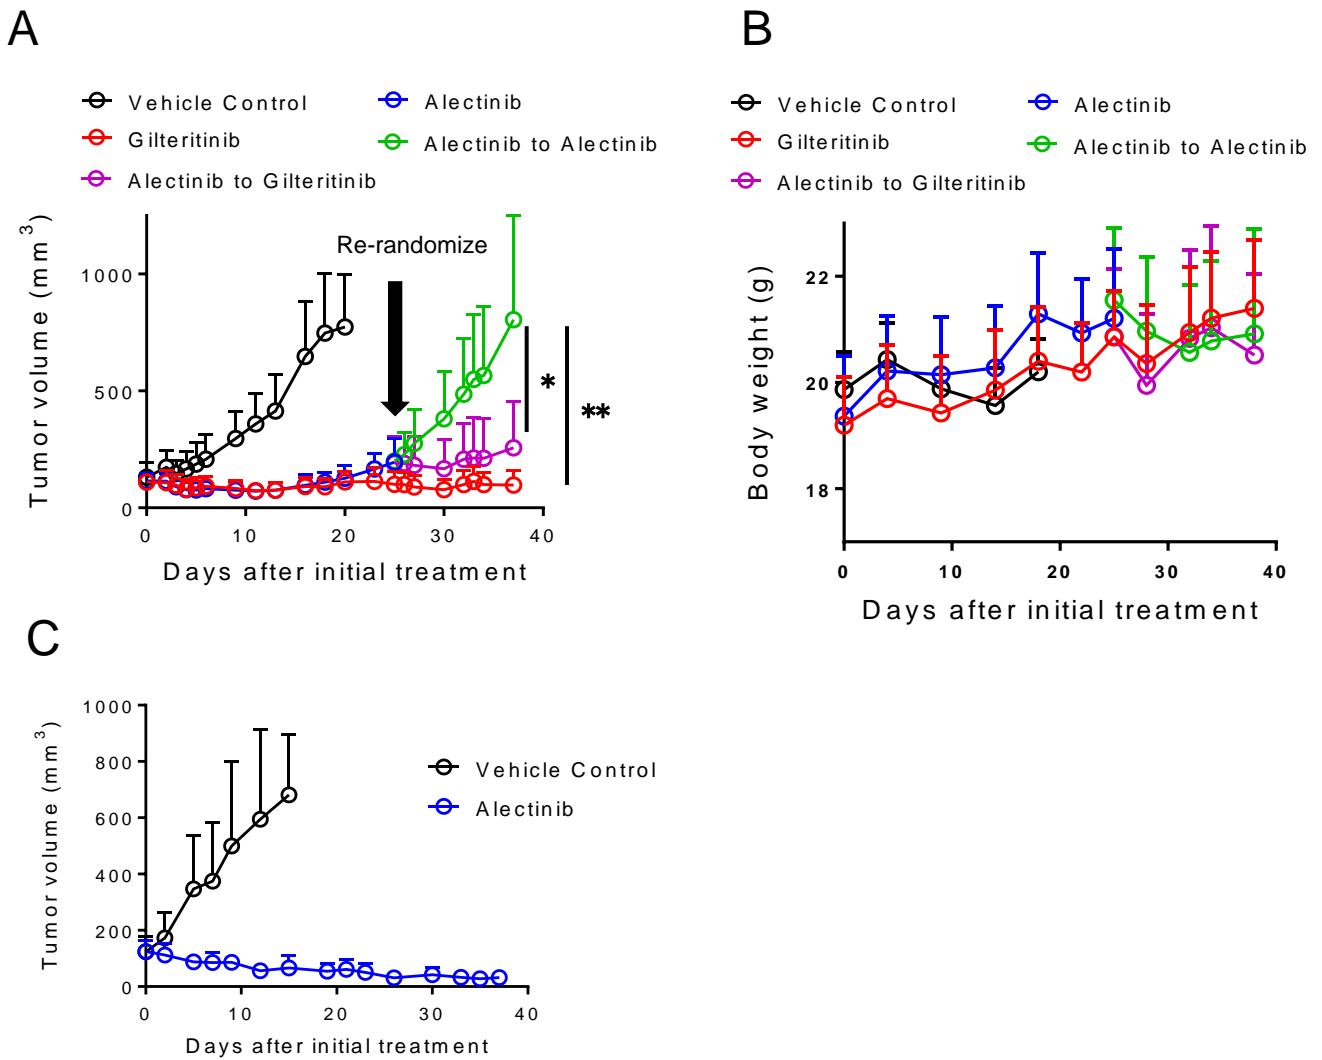 A
Vehicle Control
Alectinib
Gilteritinib
Alectinib to Alectinib
Alectinib to Gilteritinib
Tumor volume (mm3)
Re-randomize
1000
500
0
*
**
0 10 20 30 40
Days after initial treatment
B
Vehicle Control
Alectinib
Gilteritinib
Alectinib to Alectinib
Alectinib to Gilteritinib
Body weight (g)
22
20
18
0 10 20 30 40
Days after initial treatment
C
Tumor volume (mm3)
1000
800
600
400
200
0
Vehicle Control
Alectinib
0 10 20 30 40
Days after initial treatment